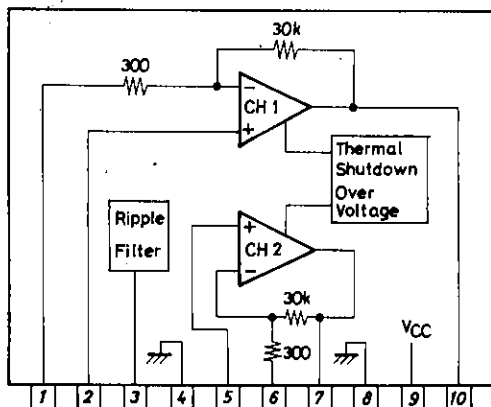 30k
300
CH 1
Thermal
Shutdown
Over
Voltage
Ripple
Filter
CH 2
30k
300
VCC
1 2 3 4 5 6 7 8 9 10